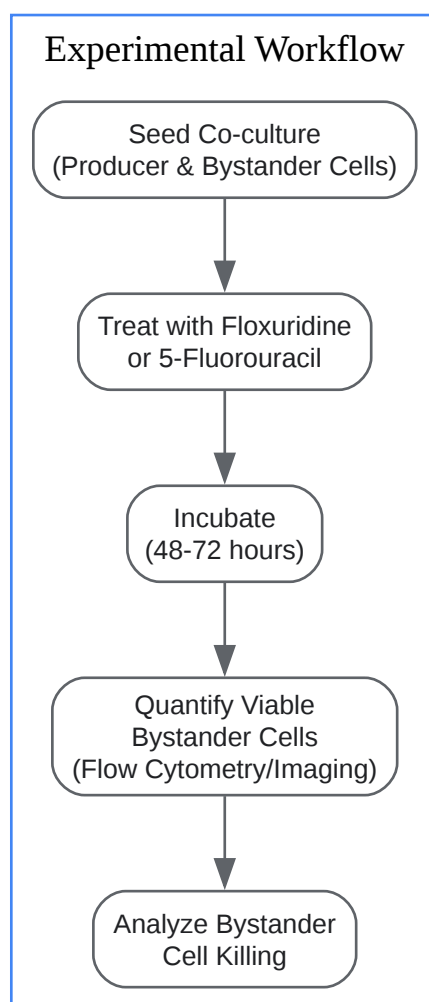 Experimental Workflow
Seed Co-culture
(Producer & Bystander Cells)
Treat with Floxuridine
or 5-Fluorouracil
Incubate
(48-72 hours)
Quantify Viable
Bystander Cells
(Flow Cytometry/Imaging)
Analyze Bystander
Cell Killing